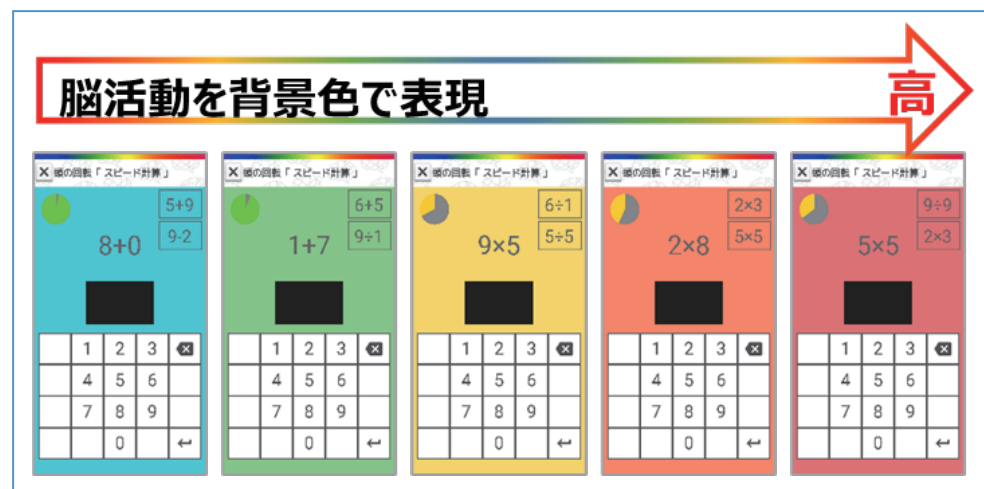 脳活動を背景色で表現
高
× 頭の回転「スピード計算」
5+9
9-2
8+0
1 2 3
4 5 6
7 8 9
0
× 頭の回転「スピード計算」
6+5
9÷1
1+7
1 2 3
4 5 6
7 8 9
0
× 頭の回転「スピード計算」
6÷1
5÷5
9×5
1 2 3
4 5 6
7 8 9
0
× 頭の回転「スピード計算」
2×3
5×5
2×8
1 2 3
4 5 6
7 8 9
0
× 頭の回転「スピード計算」
9÷9
2×3
5×5
1 2 3
4 5 6
7 8 9
0